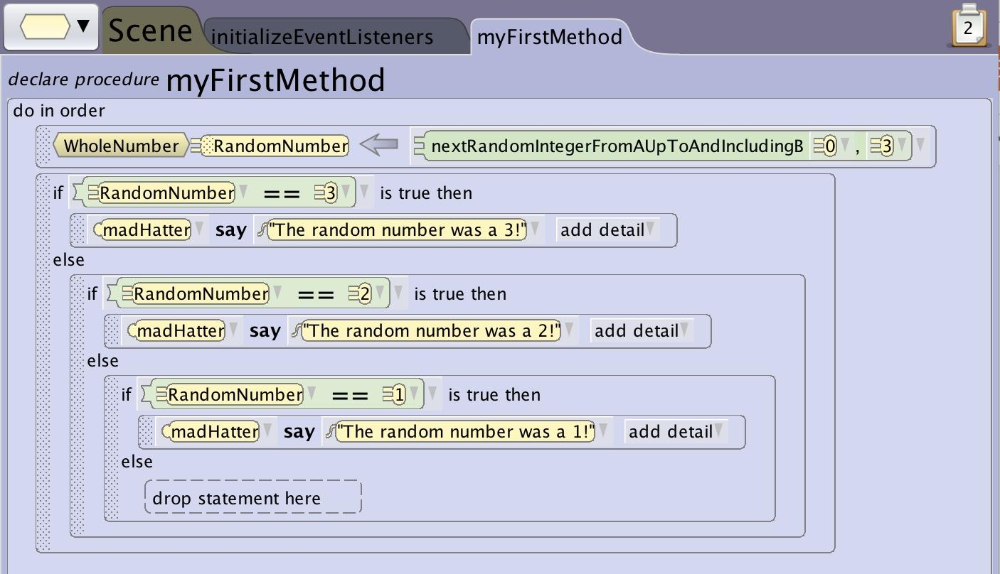 Scene initializeEventListeners myFirstMethod 2
declare procedure myFirstMethod
do in order
WholeNumber RandomNumber nextRandomIntegerFromAUpToAndIncludingB 0 , 3
if RandomNumber == 3 is true then
madHatter say "The random number was a 3!" add detail
else
if RandomNumber == 2 is true then
madHatter say "The random number was a 2!" add detail
else
if RandomNumber == 1 is true then
madHatter say "The random number was a 1!" add detail
else
drop statement here